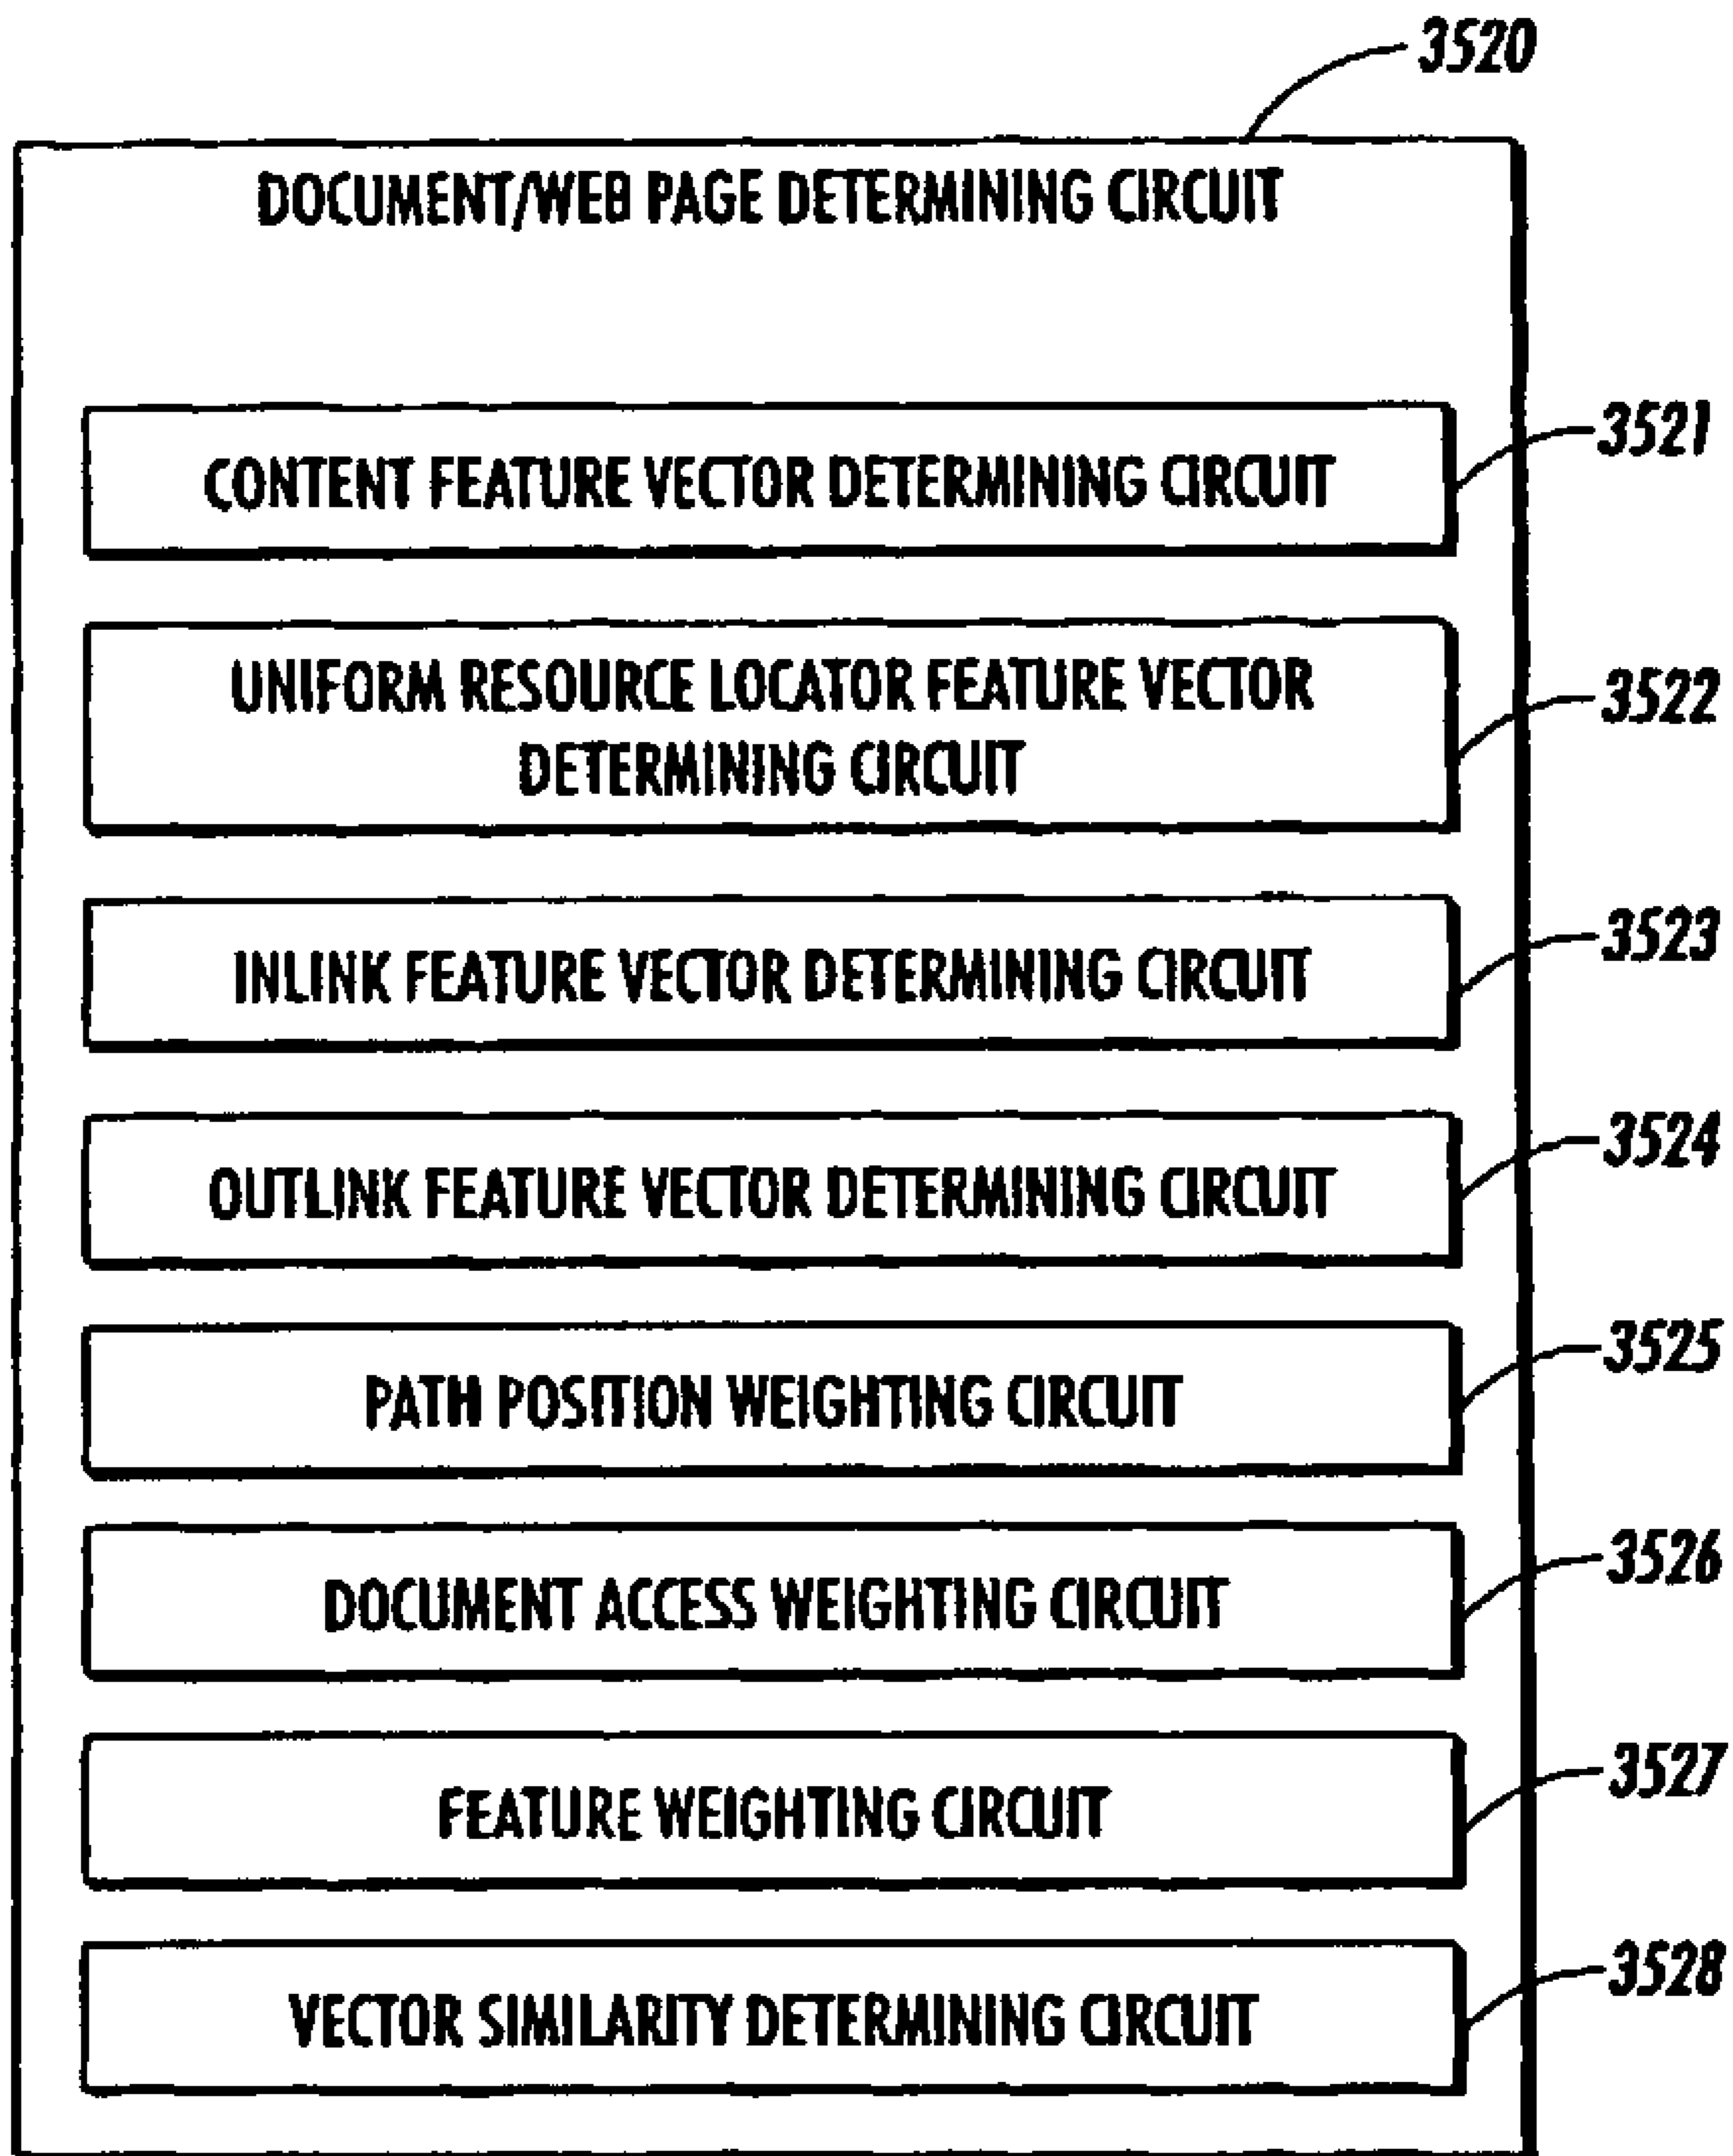 3520
DOCUMENT/WEB PAGE DETERMINING CIRCUIT
3521
CONTENT FEATURE VECTOR DETERMINING CIRCUIT
3522
UNIFORM RESOURCE LOCATOR FEATURE VECTOR
DETERMINING CIRCUIT
3523
INLINK FEATURE VECTOR DETERMINING CIRCUIT
3524
OUTLINK FEATURE VECTOR DETERMINING CIRCUIT
3525
PATH POSITION WEIGHTING CIRCUIT
3526
DOCUMENT ACCESS WEIGHTING CIRCUIT
3527
FEATURE WEIGHTING CIRCUIT
3528
VECTOR SIMILARITY DETERMINING CIRCUIT